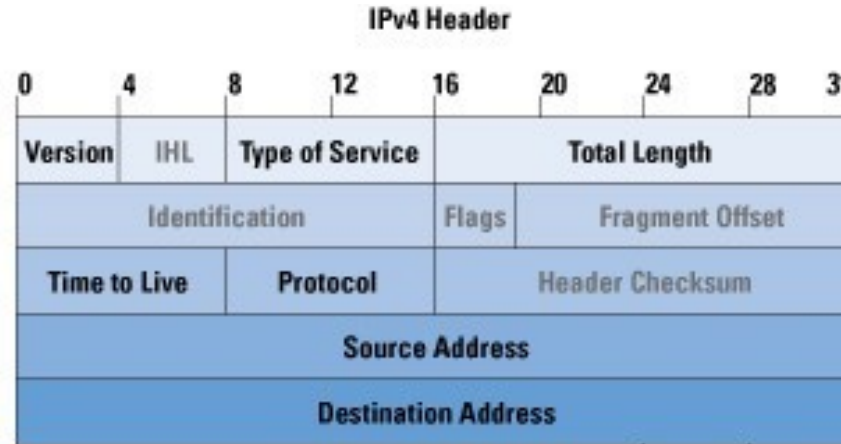 IPv4 Header
0 4 8 12 16 20 24 28 3
Version IHL Type of Service Total Length
Identification Flags Fragment Offset
Time to Live Protocol Header Checksum
Source Address
Destination Address